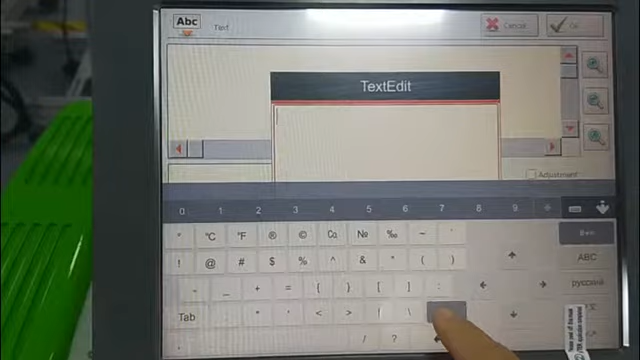 Abc Text Cancel
TextEdit
Adjustment
0 1 2 3 4 5 6 7 8 9
" ℃ ℉ ® © Co. № ‰ ~
! @ # $ % ^ & * ( )
- _ + = { } [ ] :
Tab < > \
/ ?
ABC
русский